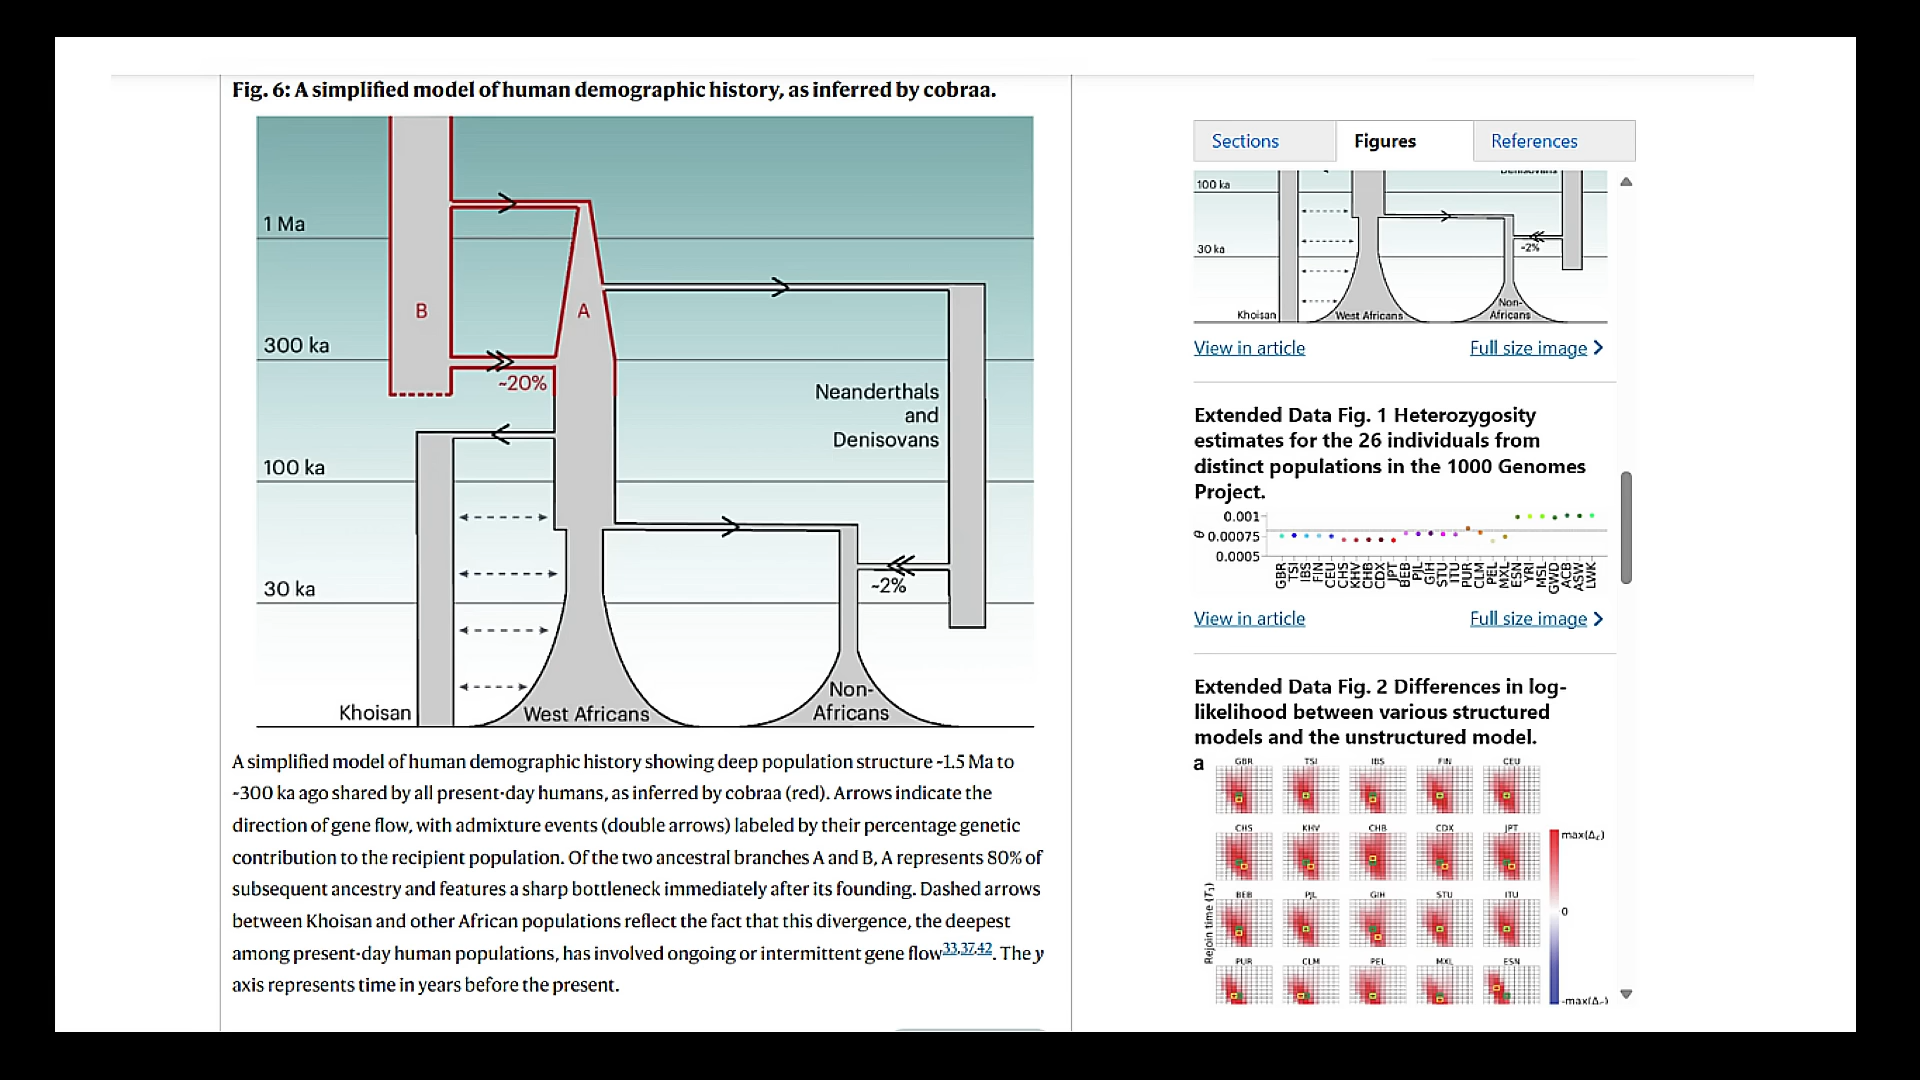 Fig. 6: A simplified model of human demographic history, as inferred by cobraa.
1 Ma
B
A
300 ka
~20%
Neanderthals
and
Denisovans
100 ka
30 ka
~2%
Khoisan
West Africans
Non-
Africans
A simplified model of human demographic history showing deep population structure ~1.5 Ma to
~300 ka ago shared by all present-day humans, as inferred by cobraa (red). Arrows indicate the
direction of gene flow, with admixture events (double arrows) labeled by their percentage genetic
contribution to the recipient population. Of the two ancestral branches A and B, A represents 80% of
subsequent ancestry and features a sharp bottleneck immediately after its founding. Dashed arrows
between Khoisan and other African populations reflect the fact that this divergence, the deepest
among present-day human populations, has involved ongoing or intermittent gene flow33,37,42. The y
axis represents time in years before the present.
Sections Figures References
Denisovans
100 ka
30 ka
~2%
Khoisan
West Africans
Non-
Africans
View in article Full size image
Extended Data Fig. 1 Heterozygosity
estimates for the 26 individuals from
distinct populations in the 1000 Genomes
Project.
0.001
θ 0.00075
0.0005
GBR TSI IBS FIN CEU CHS KHV CHB CDX JPT BEB PJL GIH STU ITU PUR CLM PEL MXL ESN YRI MSL GWD ACB ASW LWK
View in article Full size image
Extended Data Fig. 2 Differences in log-
likelihood between various structured
models and the unstructured model.
a
GBR TSI IBS FIN CEU
CHS KHV CHB CDX JPT
max(Δ𝓛)
BEB PJL GIH STU ITU
0
Rejoin time (T₁)
PUR CLM PEL MXL ESN